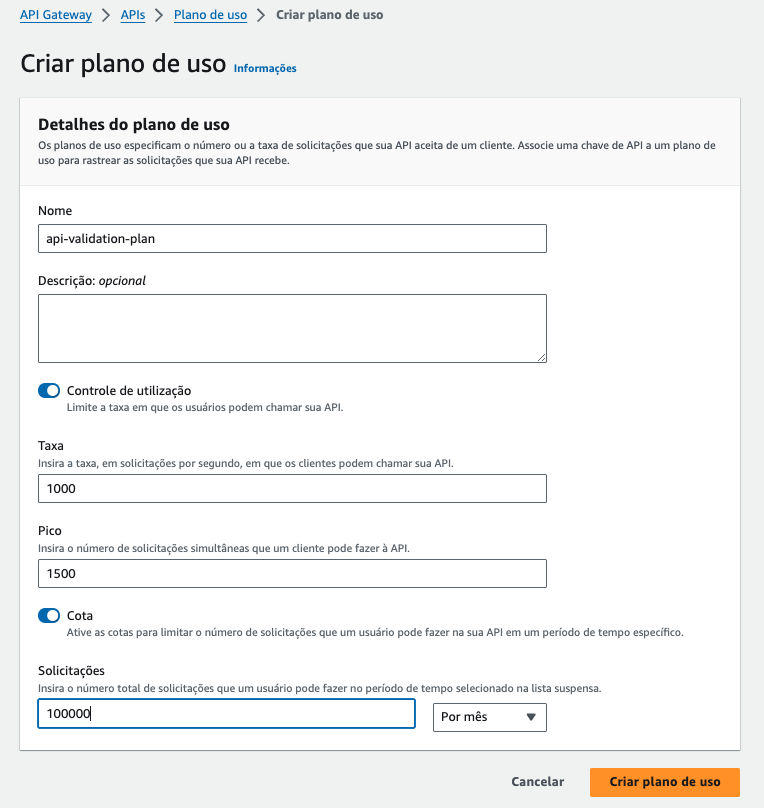 API Gateway > APIs > Plano de uso > Criar plano de uso
Criar plano de uso Informações
Detalhes do plano de uso
Os planos de uso especificam o número ou a taxa de solicitações que sua API aceita de um cliente. Associe uma chave de API a um plano de
uso para rastrear as solicitações que sua API recebe.
Nome
api-validation-plan
Descrição: opcional
Controle de utilização
Limite a taxa em que os usuários podem chamar sua API.
Taxa
Insira a taxa, em solicitações por segundo, em que os clientes podem chamar sua API.
1000
Pico
Insira o número de solicitações simultâneas que um cliente pode fazer à API.
1500
Cota
Ative as cotas para limitar o número de solicitações que um usuário pode fazer na sua API em um período de tempo específico.
Solicitações
Insira o número total de solicitações que um usuário pode fazer no período de tempo selecionado na lista suspensa.
100000 Por mês
Cancelar Criar plano de uso